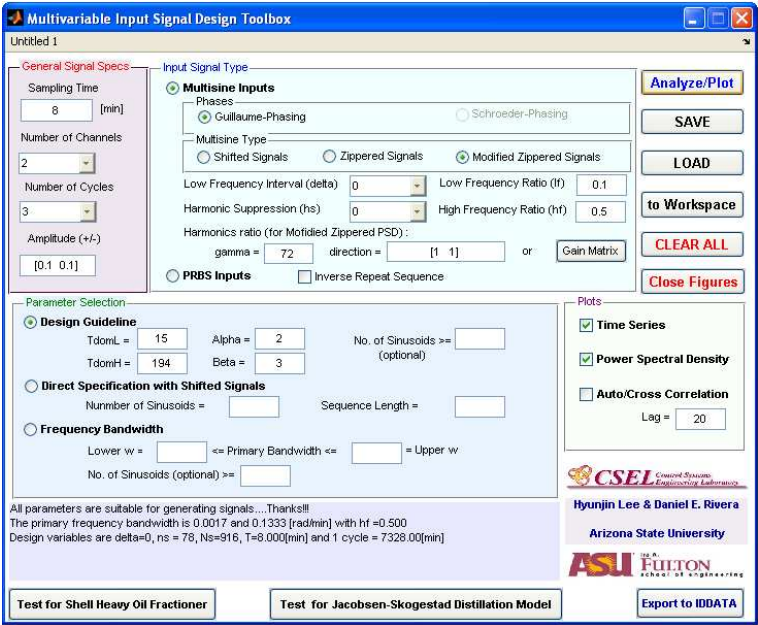 Multivariable Input Signal Design Toolbox
Untitled 1
General Signal Specs
Sampling Time
8 [min]
Number of Channels
2
Number of Cycles
3
Amplitude (+/-)
[0.1 0.1]
Input Signal Type
Multisine Inputs
Phases
Guillaume-Phasing Schroeder-Phasing
Multisine Type
Shifted Signals Zippered Signals Modified Zippered Signals
Low Frequency Interval (delta) 0 Low Frequency Ratio (lf) 0.1
Harmonic Suppression (hs) 0 High Frequency Ratio (hf) 0.5
Harmonics ratio (for Mofidied Zippered PSD) :
gamma = 72 direction = [1 1] or Gain Matrix
PRBS Inputs Inverse Repeat Sequence
Analyze/Plot
SAVE
LOAD
to Workspace
CLEAR ALL
Close Figures
Parameter Selection
Design Guideline
TdomL = 15 Alpha = 2 No. of Sinusoids >=
(optional)
TdomH = 194 Beta = 3
Direct Specification with Shifted Signals
Nunmber of Sinusoids = Sequence Length =
Frequency Bandwidth
Lower w = <= Primary Bandwidth <= = Upper w
No. of Sinusoids (optional) >=
Plots
Time Series
Power Spectral Density
Auto/Cross Correlation
Lag = 20
All parameters are suitable for generating signals....Thanks!!!
The primary frequency bandwidth is 0.0017 and 0.1333 [rad/min] with hf =0.500
Design variables are delta=0, ns = 78, Ns=916, T=8.000[min] and 1 cycle = 7328.00[min]
CSEL Control Systems
Engineering Laboratory
Hyunjin Lee & Daniel E. Rivera
Arizona State University
ASU Ira A.
FULTON
school of engineering
Test for Shell Heavy Oil Fractioner
Test for Jacobsen-Skogestad Distillation Model
Export to IDDATA